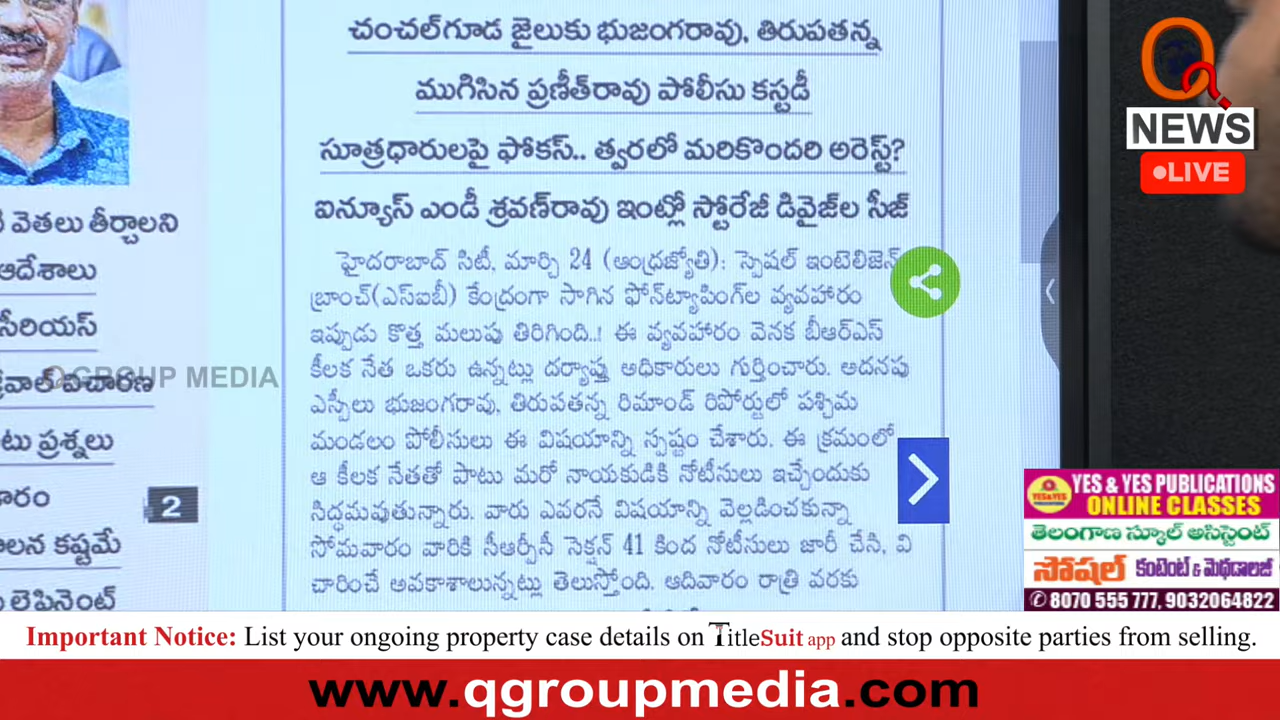 చంచల్‌గూడ జైలుకు భుజంగరావు, తిరుపతన్న
ముగిసిన ప్రణీత్‌రావు పోలీసు కస్టడీ
సూత్రధారులపై ఫోకస్.. త్వరలో మరికొందరి అరెస్ట్?
ఐన్యూస్ ఎండీ శ్రవణ్‌రావు ఇంట్లో స్టోరేజీ డివైజ్‌ల సీజ్
హైదరాబాద్ సిటీ, మార్చి 24 (ఆంధ్రజ్యోతి): స్పెషల్ ఇంటెలిజెన్స్
బ్రాంచ్(ఎస్ఐబీ) కేంద్రంగా సాగిన ఫోన్‌ట్యాపింగ్‌ల వ్యవహారం
ఇప్పుడు కొత్త మలుపు తిరిగింది..! ఈ వ్యవహారం వెనక బీఆర్ఎస్
కీలక నేత ఒకరు ఉన్నట్లు దర్యాప్తు అధికారులు గుర్తించారు. అదనపు
ఎస్పీలు భుజంగరావు, తిరుపతన్న రిమాండ్ రిపోర్టులో పశ్చిమ
మండలం పోలీసులు ఈ విషయాన్ని స్పష్టం చేశారు. ఈ క్రమంలో
ఆ కీలక నేతతో పాటు మరో నాయకుడికి నోటీసులు ఇచ్చేందుకు
సిద్ధమవుతున్నారు. వారు ఎవరనే విషయాన్ని వెల్లడించకున్నా
సోమవారం వారికి సీఆర్పీసీ సెక్షన్ 41 కింద నోటీసులు జారీ చేసి, వి
చారించే అవకాశాలున్నట్లు తెలుస్తోంది. ఆదివారం రాత్రి వరకు
వెతలు తీర్చాలని
ఆదేశాలు
సీరియస్
విచారణ
టు ప్రశ్నలు
2
కష్టమే
QGROUP MEDIA
Q
NEWS
LIVE
YES & YES PUBLICATIONS
ONLINE CLASSES
YES&YES
తెలంగాణ స్కూల్ అసిస్టెంట్
సోషల్ కంటెంట్ & మెథడాలజీ
8070 555 777, 9032064822
Important Notice: List your ongoing property case details on TitleSuit app and stop opposite parties from selling.
www.qgroupmedia.com